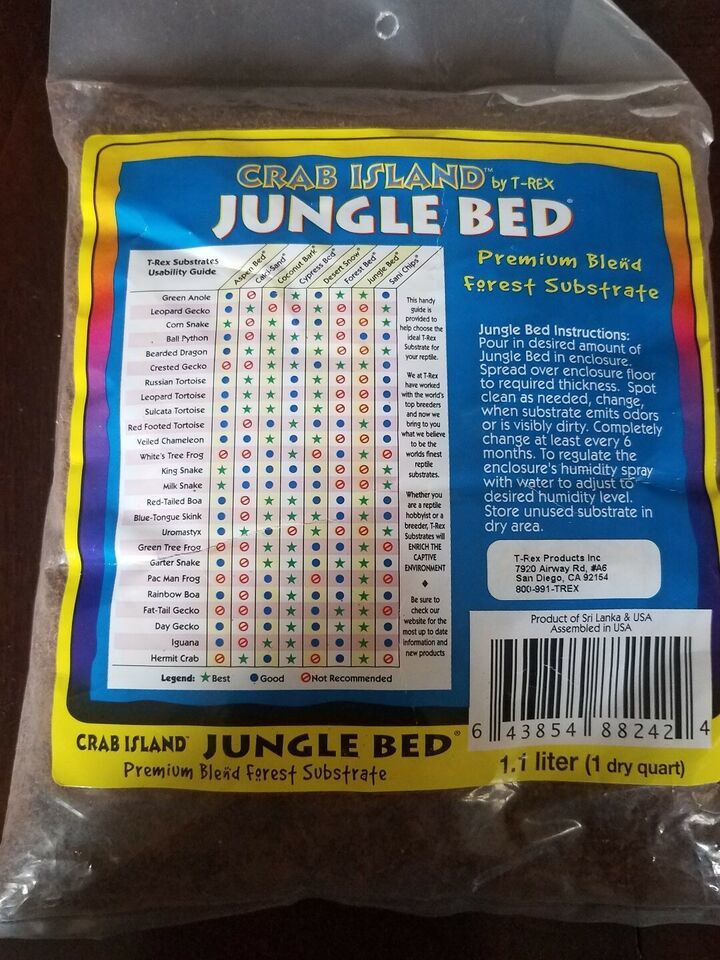 CRAB ISLAND™ by T-REX
JUNGLE BED®
Premium Blend
Forest Substrate
T-Rex Substrates
Usability Guide
Aspen Bed®
Cal-I-Sand®
Coconut Bark®
Cypress Bed®
Desert Snow®
Forest Bed®
Jungle Bed®
Sani Chips®
Green Anole
Leopard Gecko
Corn Snake
Ball Python
Bearded Dragon
Crested Gecko
Russian Tortoise
Leopard Tortoise
Sulcata Tortoise
Red Footed Tortoise
Veiled Chameleon
White's Tree Frog
King Snake
Milk Snake
Red-Tailed Boa
Blue-Tongue Skink
Uromastyx
Green Tree Frog
Garter Snake
Pac Man Frog
Rainbow Boa
Fat-Tail Gecko
Day Gecko
Iguana
Hermit Crab
Legend: ★Best ●Good ⊘Not Recommended
This handy
guide is
provided to
help choose the
ideal T-Rex
Substrate for
your reptile.
We at T-Rex
have worked
with the world's
top breeders
and now we
bring to you
what we believe
to be the
worlds finest
reptile
substrates.
Whether you
are a reptile
hobbyist or a
breeder, T-Rex
Substrates will
ENRICH THE
CAPTIVE
ENVIRONMENT
♦
Be sure to
check our
website for the
most up to date
information and
new products
Jungle Bed Instructions:
Pour in desired amount of
Jungle Bed in enclosure.
Spread over enclosure floor
to required thickness. Spot
clean as needed, change,
when substrate emits odors
or is visibly dirty. Completely
change at least every 6
months. To regulate the
enclosure's humidity spray
with water to adjust to
desired humidity level.
Store unused substrate in
dry area.
T-Rex Products Inc
7920 Airway Rd, #A6
San Diego, CA 92154
800-991-TREX
Product of Sri Lanka & USA
Assembled in USA
6 43854 88242 4
CRAB ISLAND™ JUNGLE BED®
Premium Blend Forest Substrate
1.1 liter (1 dry quart)